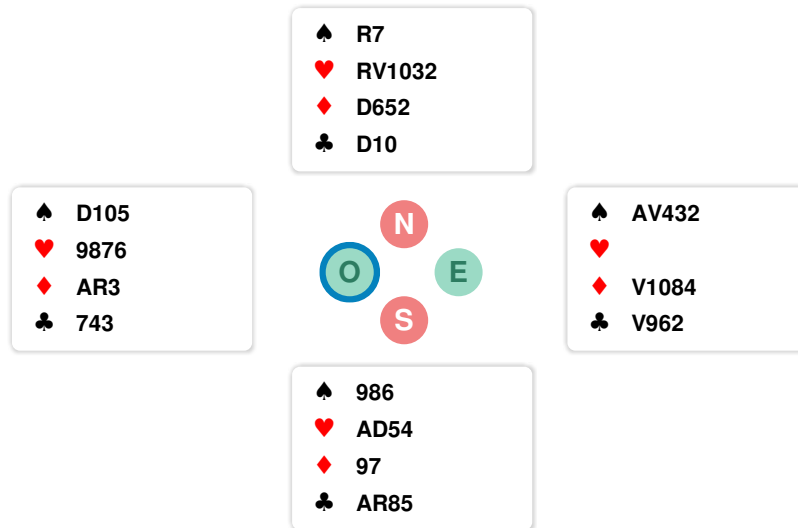 ♠ R7
♥ RV1032
♦ D652
♣ D10
♠ D105
♥ 9876
♦ AR3
♣ 743
N
O E
S
♠ AV432
♥
♦ V1084
♣ V962
♠ 986
♥ AD54
♦ 97
♣ AR85